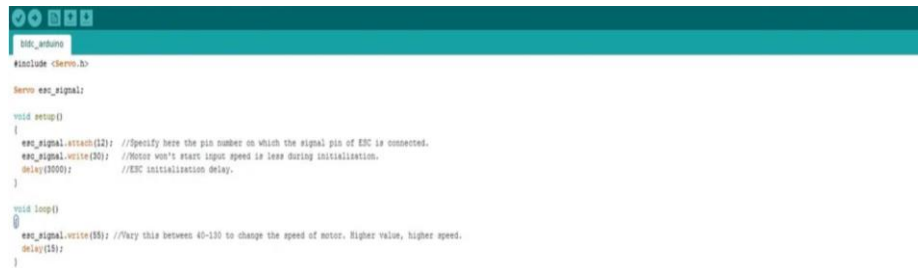 bldc_arduino
#include <Servo.h>
Servo esc_signal;
void setup()
{
esc_signal.attach(12); //Specify here the pin number on which the signal pin of ESC is connected.
esc_signal.write(30); //Motor won't start input speed is less during initialization.
delay(3000); //ESC initialization delay.
}
void loop()
{
esc_signal.write(55); //Vary this between 40-130 to change the speed of motor. Higher value, higher speed.
delay(15);
}